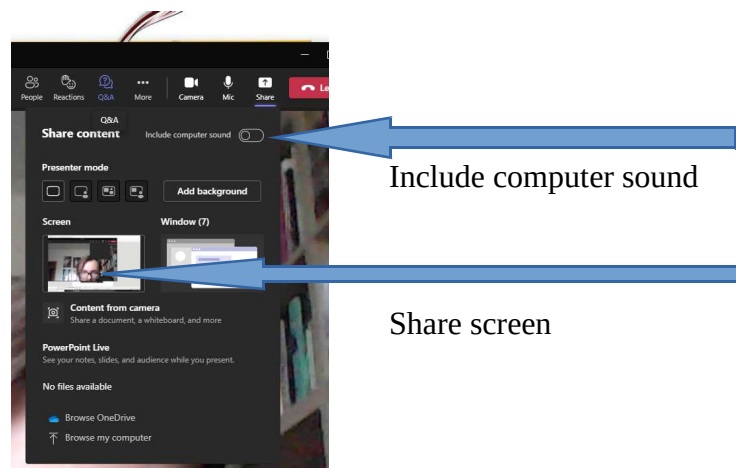 People Reactions Q&A More Camera Mic Share Le
Q&A
Share content Include computer sound
Include computer sound
Presenter mode
Add background
Screen Window (7)
Content from camera
Share a document, a whiteboard, and more
Share screen
PowerPoint Live
See your notes, slides, and audience while you present.
No files available
Browse OneDrive
Browse my computer